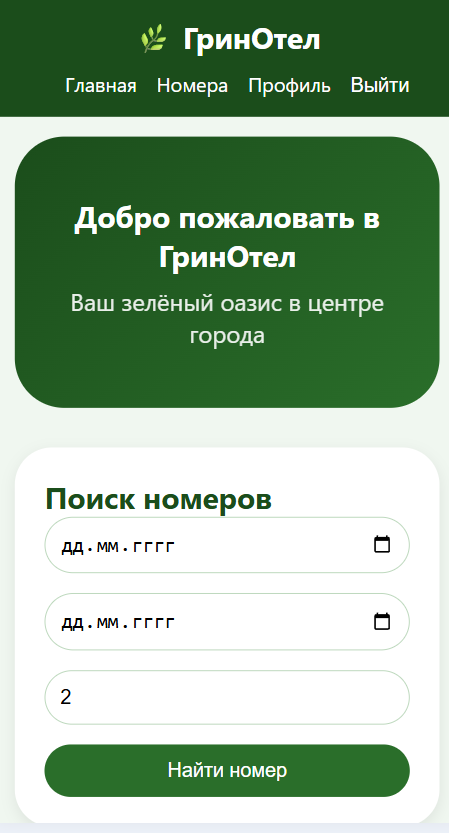 ГринОтел
Главная Номера Профиль Выйти
Добро пожаловать в
ГринОтел
Ваш зелёный оазис в центре
города
Поиск номеров
дд.мм.гггг
дд.мм.гггг
2
Найти номер